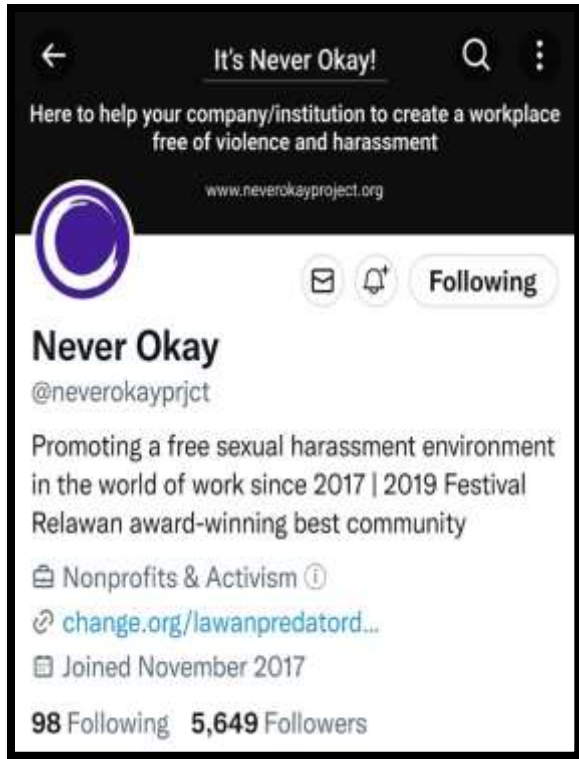 It's Never Okay!
Here to help your company/institution to create a workplace
free of violence and harassment
www.neverokayproject.org
Following
Never Okay
@neverokayprjct
Promoting a free sexual harassment environment
in the world of work since 2017 | 2019 Festival
Relawan award-winning best community
Nonprofits & Activism
change.org/lawanpredatord...
Joined November 2017
98 Following 5,649 Followers